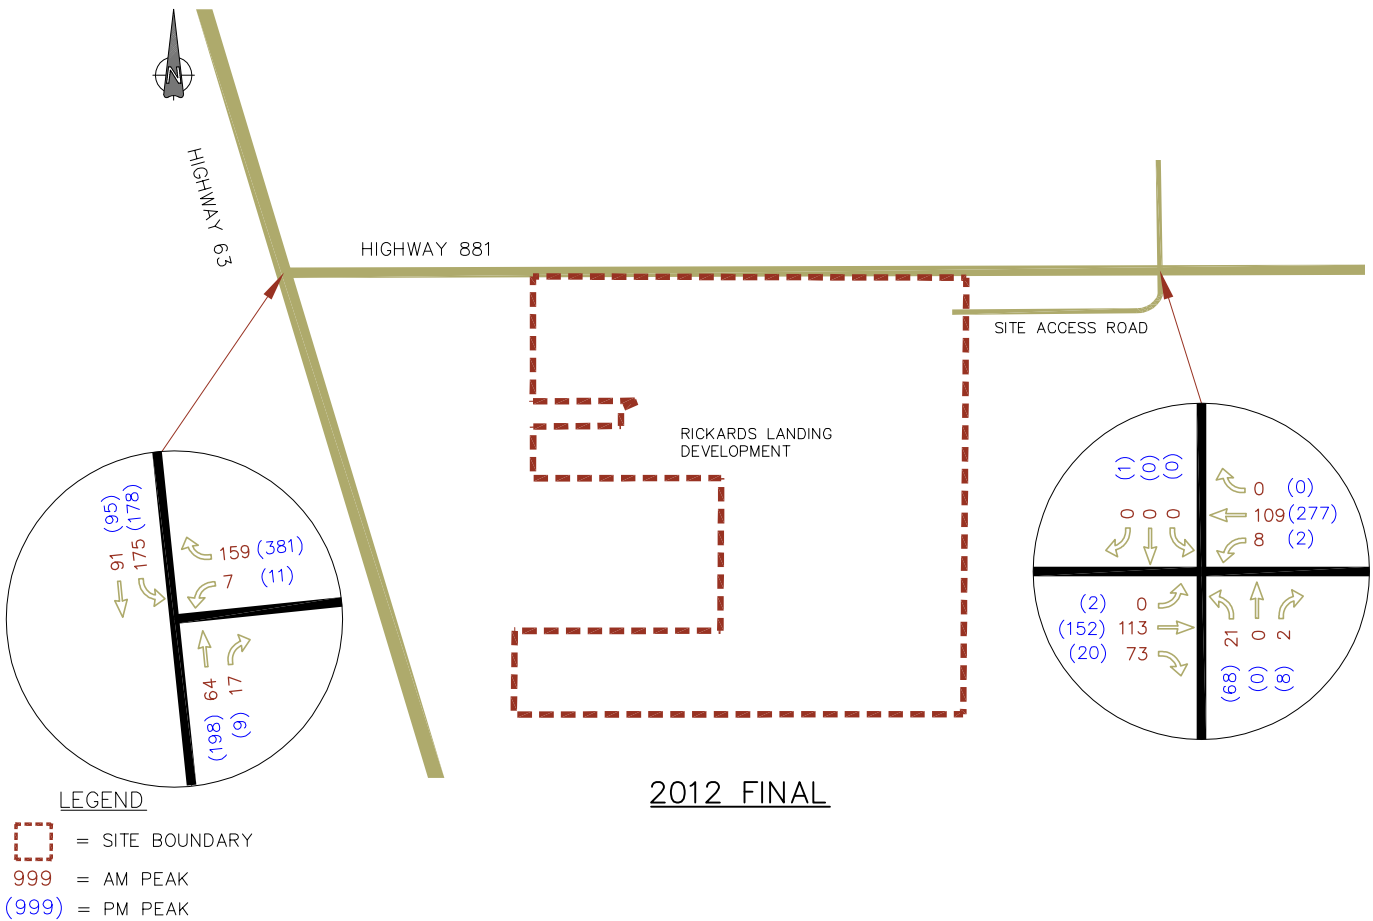 N
HIGHWAY 63
HIGHWAY 881
SITE ACCESS ROAD
RICKARDS LANDING
DEVELOPMENT
91 (95)
175 (178)
159 (381)
7 (11)
(198) 64
(9) 17
(1) (0) (0)
0 0 0
0 (0)
109 (277)
8 (2)
(2) 0
(152) 113
(20) 73
21 0 2
(68) (0) (8)
2012 FINAL
LEGEND
= SITE BOUNDARY
999 = AM PEAK
(999) = PM PEAK